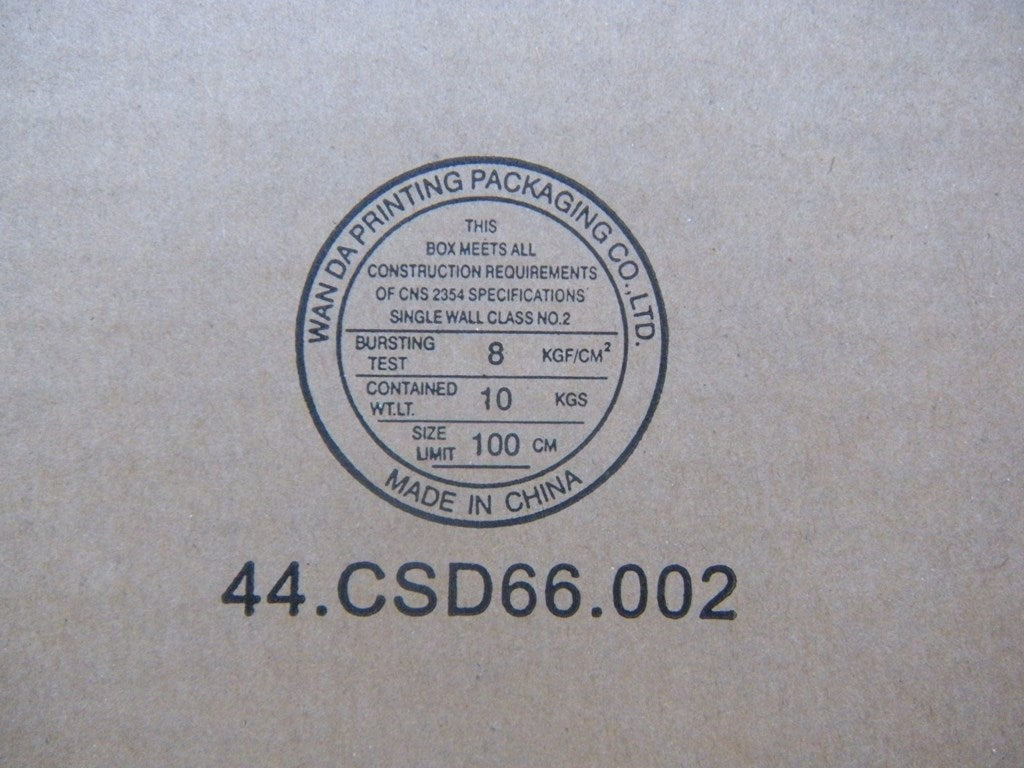 WAN DA PRINTING PACKAGING CO., LTD.
THIS
BOX MEETS ALL
CONSTRUCTION REQUIREMENTS
OF CNS 2354 SPECIFICATIONS
SINGLE WALL CLASS NO.2
BURSTING TEST 8 KGF/CM²
CONTAINED WT.LT. 10 KGS
SIZE LIMIT 100 CM
MADE IN CHINA
44.CSD66.002